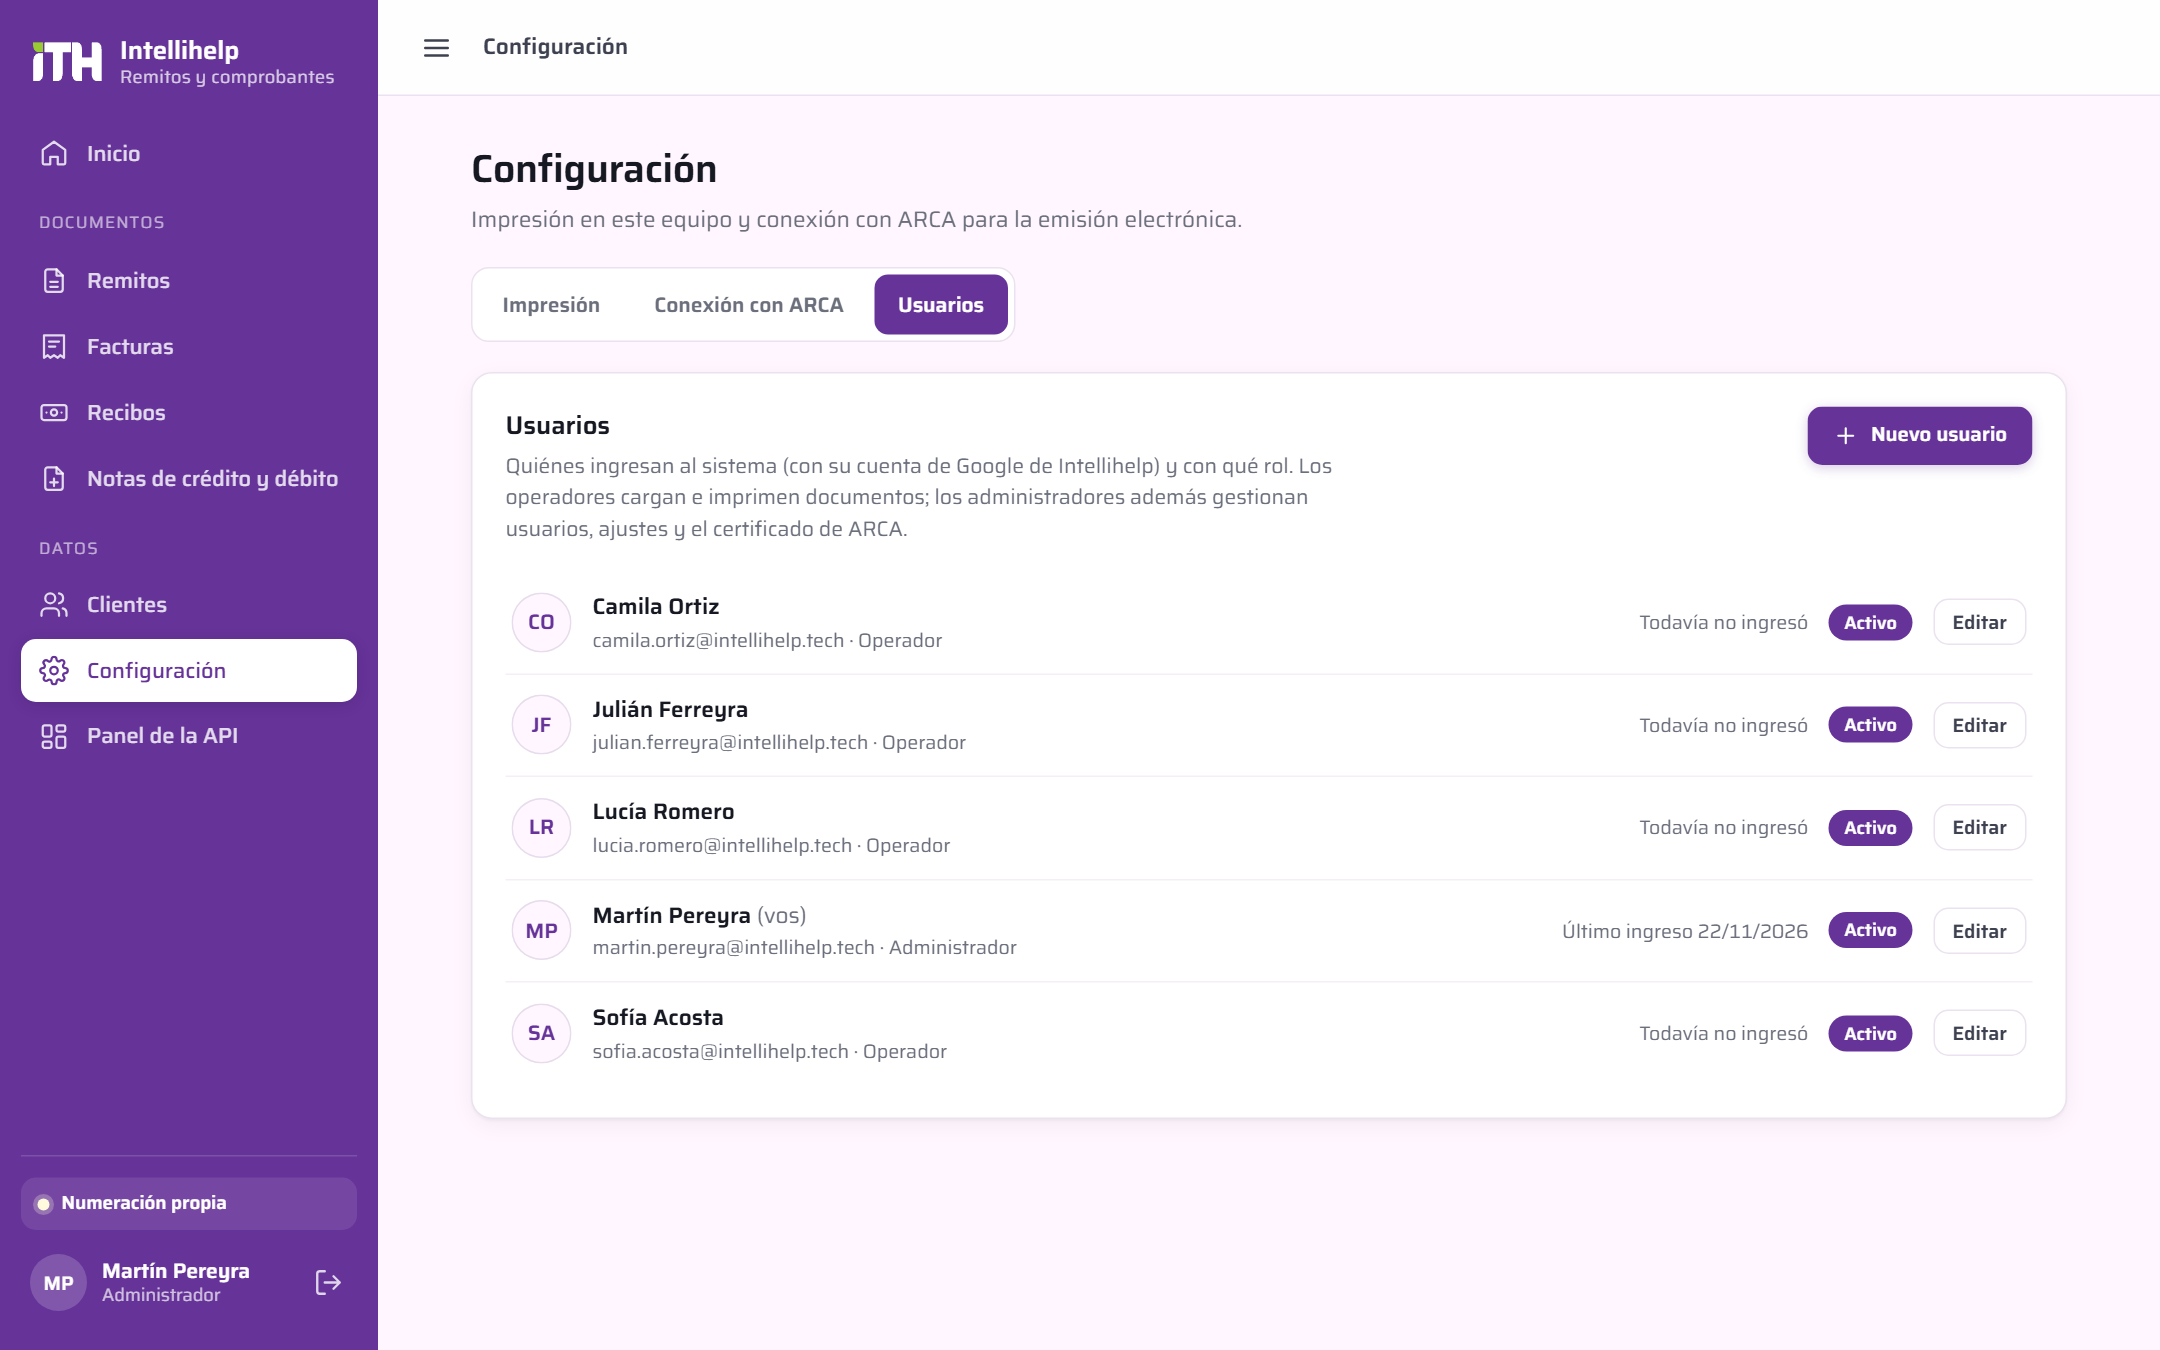 iTH
Intellihelp
Remitos y comprobantes
Inicio
DOCUMENTOS
Remitos
Facturas
Recibos
Notas de crédito y débito
DATOS
Clientes
Configuración
Panel de la API
Numeración propia
MP
Martín Pereyra
Administrador
Configuración
Configuración
Impresión en este equipo y conexión con ARCA para la emisión electrónica.
Impresión
Conexión con ARCA
Usuarios
Usuarios
Quiénes ingresan al sistema (con su cuenta de Google de Intellihelp) y con qué rol. Los
operadores cargan e imprimen documentos; los administradores además gestionan
usuarios, ajustes y el certificado de ARCA.
Nuevo usuario
CO
Camila Ortiz
camila.ortiz@intellihelp.tech · Operador
Todavía no ingresó
Activo
Editar
JF
Julián Ferreyra
julian.ferreyra@intellihelp.tech · Operador
Todavía no ingresó
Activo
Editar
LR
Lucía Romero
lucia.romero@intellihelp.tech · Operador
Todavía no ingresó
Activo
Editar
MP
Martín Pereyra (vos)
martin.pereyra@intellihelp.tech · Administrador
Último ingreso 22/11/2026
Activo
Editar
SA
Sofía Acosta
sofia.acosta@intellihelp.tech · Operador
Todavía no ingresó
Activo
Editar